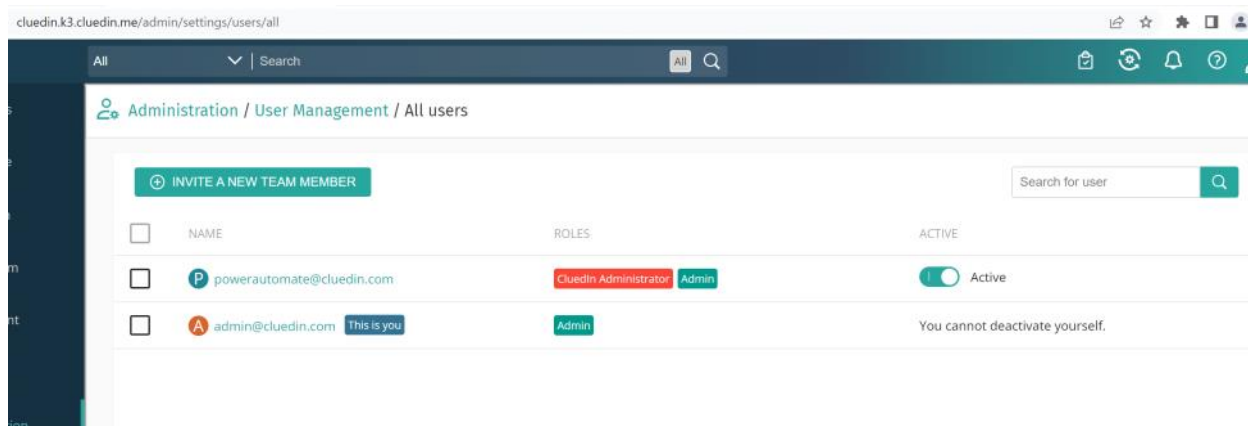 cluedin.k3.cluedin.me/admin/settings/users/all
All | Search All
Administration / User Management / All users
INVITE A NEW TEAM MEMBER Search for user
NAME ROLES ACTIVE
P powerautomate@cluedin.com CluedIn Administrator Admin Active
A admin@cluedin.com This is you Admin You cannot deactivate yourself.